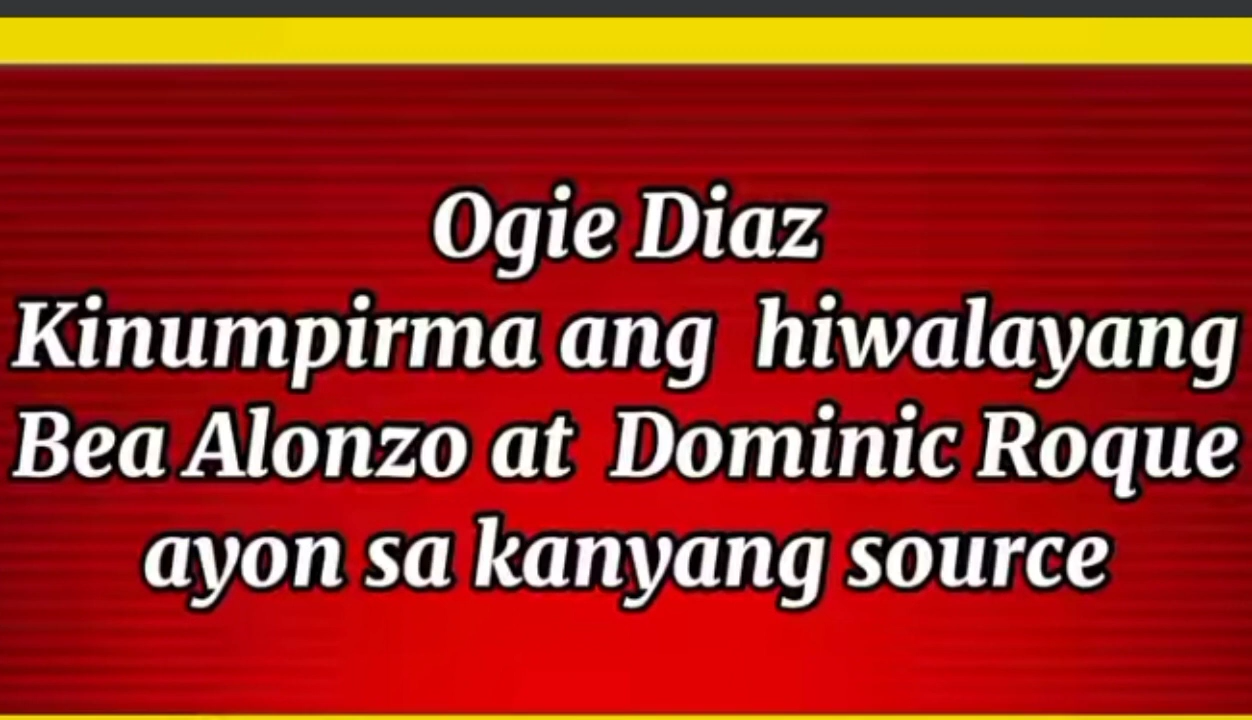 Ogie Diaz
Kinumpirma ang hiwalayang
Bea Alonzo at Dominic Roque
ayon sa kanyang source